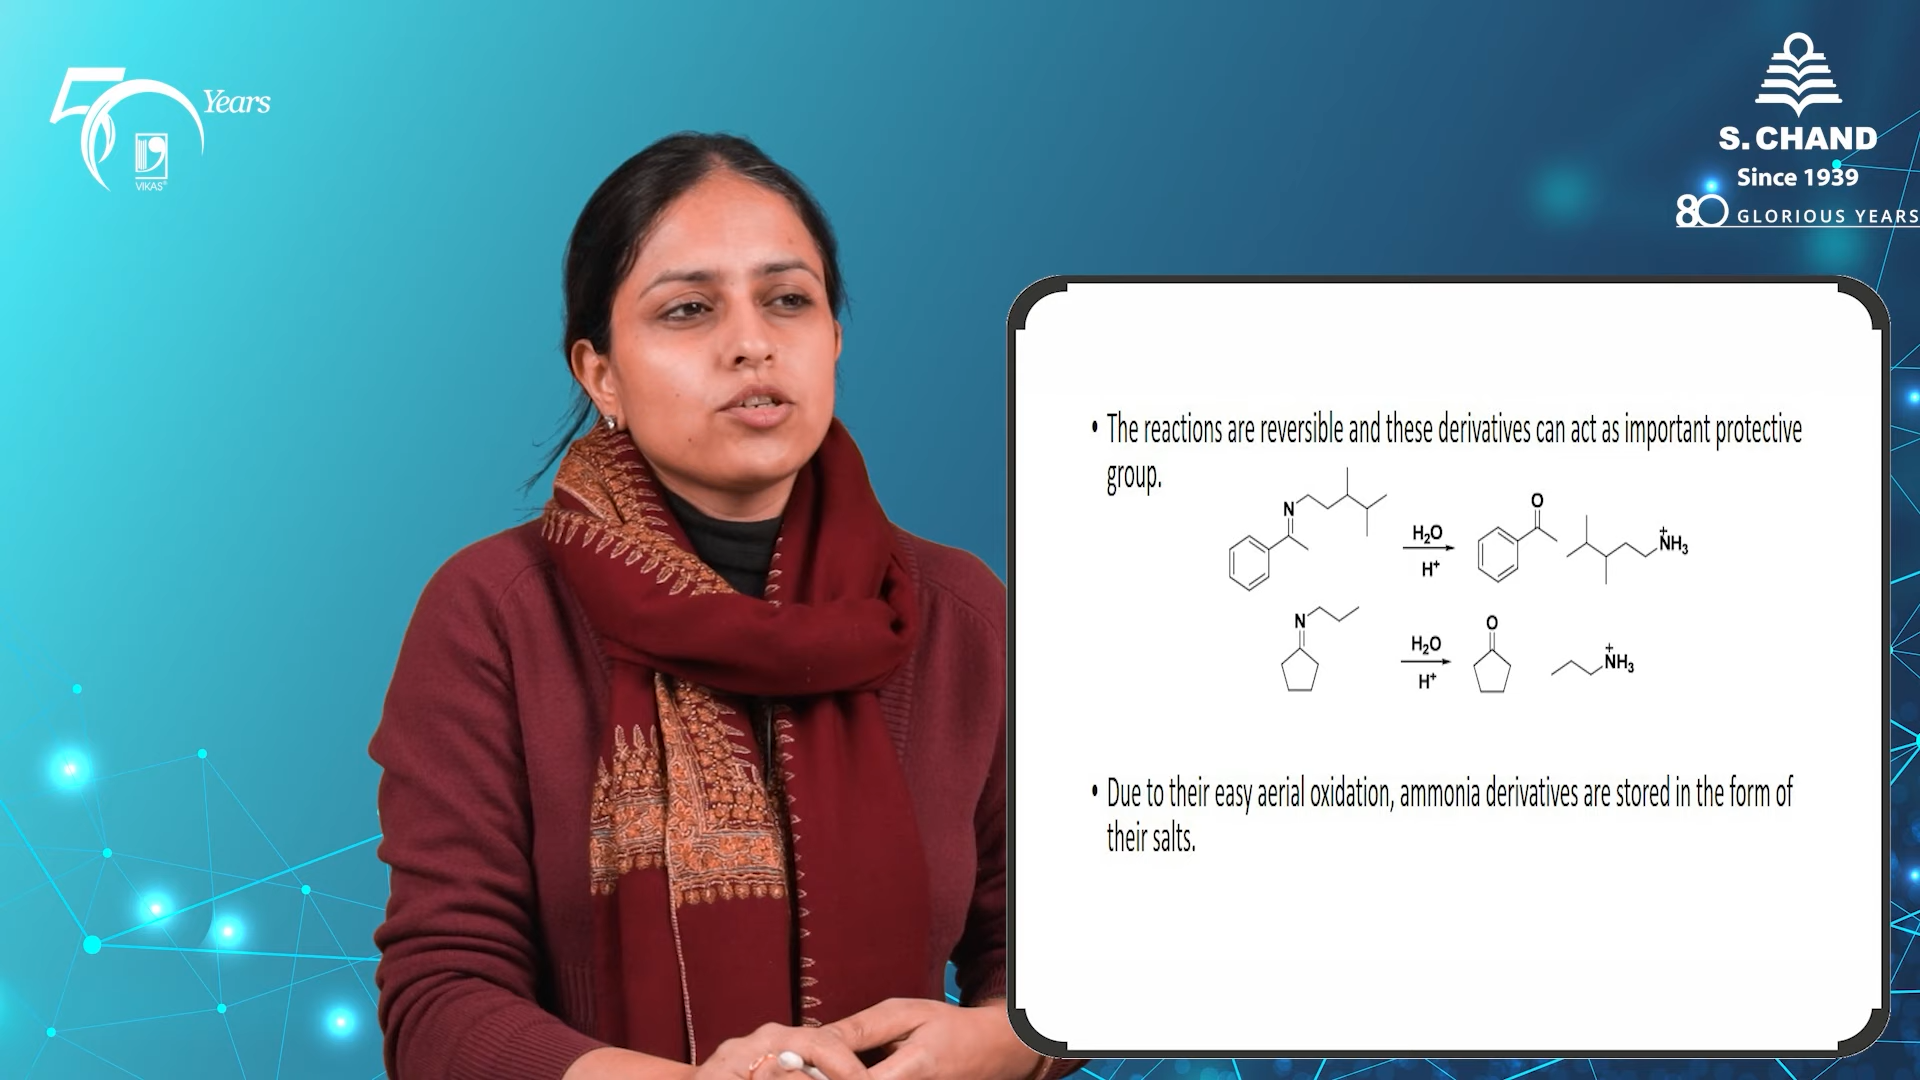 50 Years
VIKAS®
S. CHAND
Since 1939
80 GLORIOUS YEARS
• The reactions are reversible and these derivatives can act as important protective
group.
N
H₂O
H⁺
O
⁺NH₃
N
H₂O
H⁺
O
⁺NH₃
• Due to their easy aerial oxidation, ammonia derivatives are stored in the form of
their salts.